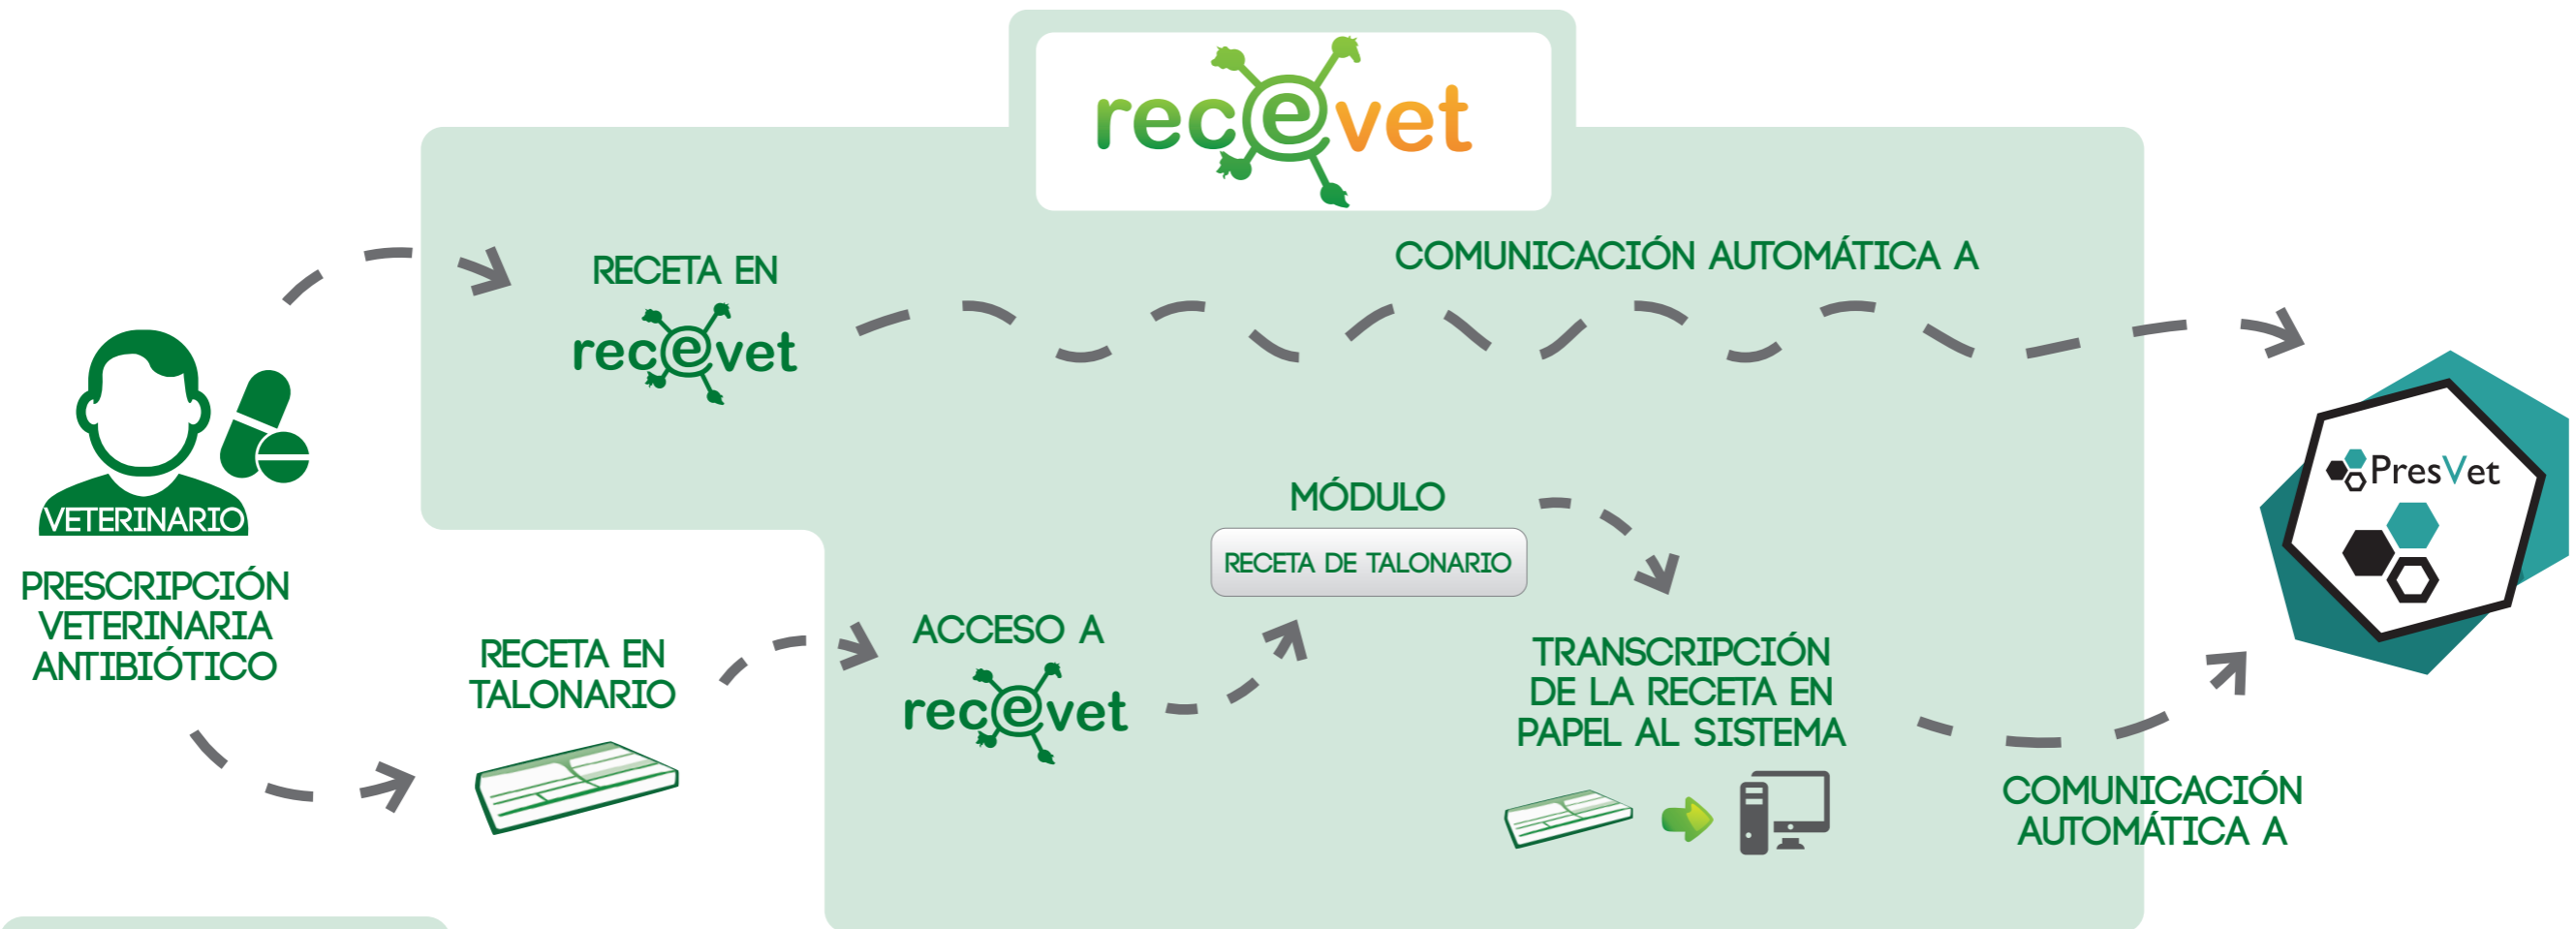 recevet
RECETA EN
recevet
COMUNICACIÓN AUTOMÁTICA A
VETERINARIO
PRESCRIPCIÓN
VETERINARIA
ANTIBIÓTICO
RECETA EN
TALONARIO
ACCESO A
recevet
MÓDULO
RECETA DE TALONARIO
TRANSCRIPCIÓN
DE LA RECETA EN
PAPEL AL SISTEMA
COMUNICACIÓN
AUTOMÁTICA A
PresVet